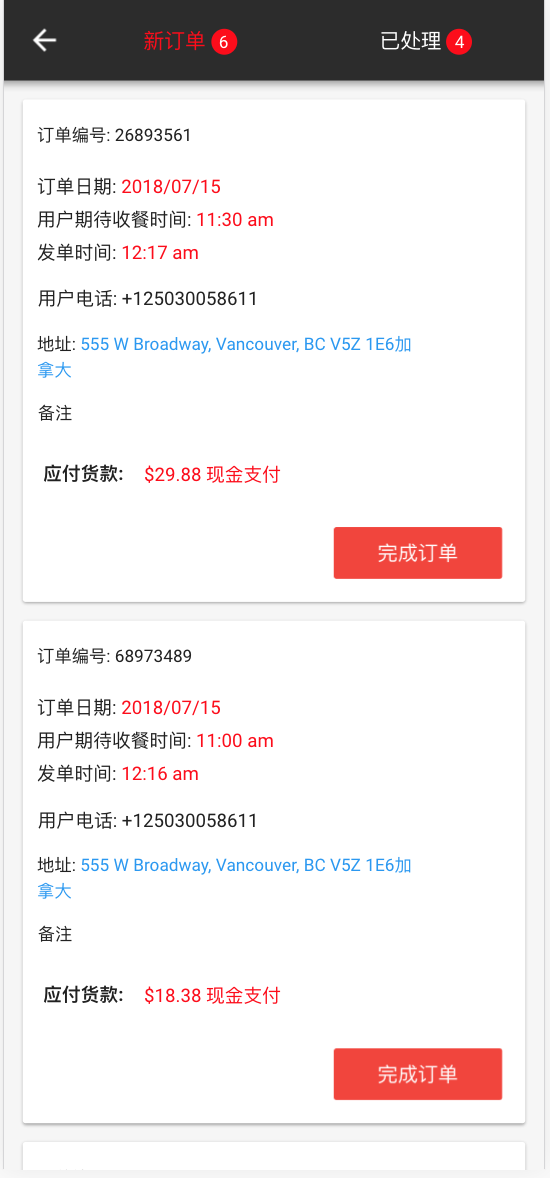 新订单 6 已处理 4
订单编号: 26893561
订单日期: 2018/07/15
用户期待收餐时间: 11:30 am
发单时间: 12:17 am
用户电话: +125030058611
地址: 555 W Broadway, Vancouver, BC V5Z 1E6加
拿大
备注
应付货款: $29.88 现金支付
完成订单
订单编号: 68973489
订单日期: 2018/07/15
用户期待收餐时间: 11:00 am
发单时间: 12:16 am
用户电话: +125030058611
地址: 555 W Broadway, Vancouver, BC V5Z 1E6加
拿大
备注
应付货款: $18.38 现金支付
完成订单